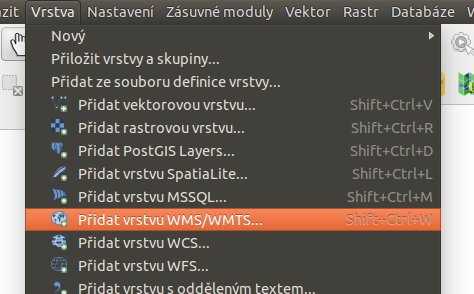 Vrstva Nastavení Zásuvné moduly Vektor Rastr Databáze
Nový
Přiložit vrstvy a skupiny...
Přidat ze souboru definice vrstvy...
Přidat vektorovou vrstvu... Shift+Ctrl+V
Přidat rastrovou vrstvu... Shift+Ctrl+R
Přidat PostGIS Layers... Shift+Ctrl+D
Přidat vrstvu SpatiaLite... Shift+Ctrl+L
Přidat vrstvu MSSQL... Shift+Ctrl+M
Přidat vrstvu WMS/WMTS... Shift+Ctrl+W
Přidat vrstvu WCS...
Přidat vrstvu WFS...
Přidat vrstvu s odděleným textem...